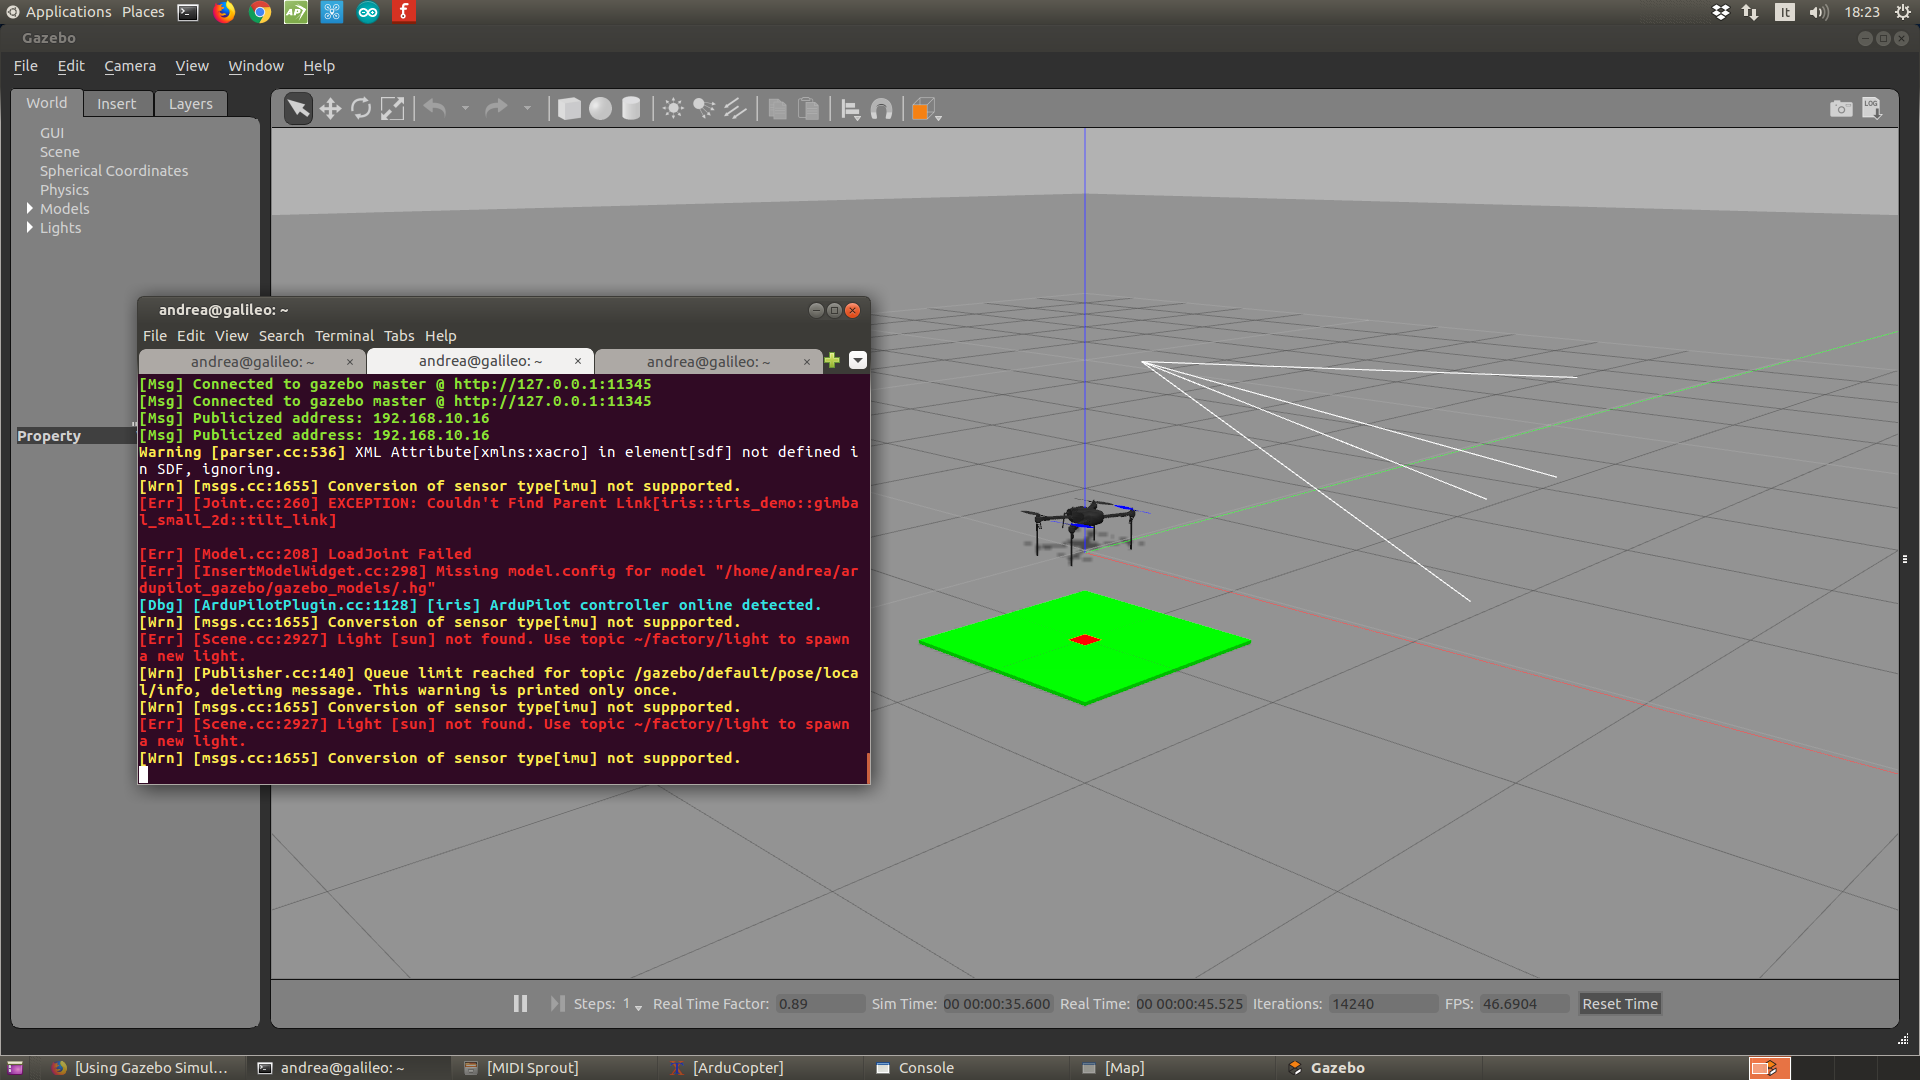 Applications Places It 18:23
Gazebo
File Edit Camera View Window Help
World Insert Layers
LOG
GUI
Scene
Spherical Coordinates
Physics
Models
Lights
Property
andrea@galileo: ~
File Edit View Search Terminal Tabs Help
andrea@galileo: ~ × andrea@galileo: ~ × andrea@galileo: ~ ×
[Msg] Connected to gazebo master @ http://127.0.0.1:11345
[Msg] Connected to gazebo master @ http://127.0.0.1:11345
[Msg] Publicized address: 192.168.10.16
[Msg] Publicized address: 192.168.10.16
Warning [parser.cc:536] XML Attribute[xmlns:xacro] in element[sdf] not defined i
n SDF, ignoring.
[Wrn] [msgs.cc:1655] Conversion of sensor type[imu] not suppported.
[Err] [Joint.cc:260] EXCEPTION: Couldn't Find Parent Link[iris::iris_demo::gimba
l_small_2d::tilt_link]
[Err] [Model.cc:208] LoadJoint Failed
[Err] [InsertModelWidget.cc:298] Missing model.config for model "/home/andrea/ar
dupilot_gazebo/gazebo_models/.hg"
[Dbg] [ArduPilotPlugin.cc:1128] [iris] ArduPilot controller online detected.
[Wrn] [msgs.cc:1655] Conversion of sensor type[imu] not suppported.
[Err] [Scene.cc:2927] Light [sun] not found. Use topic ~/factory/light to spawn
a new light.
[Wrn] [Publisher.cc:140] Queue limit reached for topic /gazebo/default/pose/loca
l/info, deleting message. This warning is printed only once.
[Wrn] [msgs.cc:1655] Conversion of sensor type[imu] not suppported.
[Err] [Scene.cc:2927] Light [sun] not found. Use topic ~/factory/light to spawn
a new light.
[Wrn] [msgs.cc:1655] Conversion of sensor type[imu] not suppported.
Steps: 1 Real Time Factor: 0.89 Sim Time: 00 00:00:35.600 Real Time: 00 00:00:45.525 Iterations: 14240 FPS: 46.6904 Reset Time
[Using Gazebo Simul... andrea@galileo: ~ [MIDI Sprout] [ArduCopter] Console [Map] Gazebo